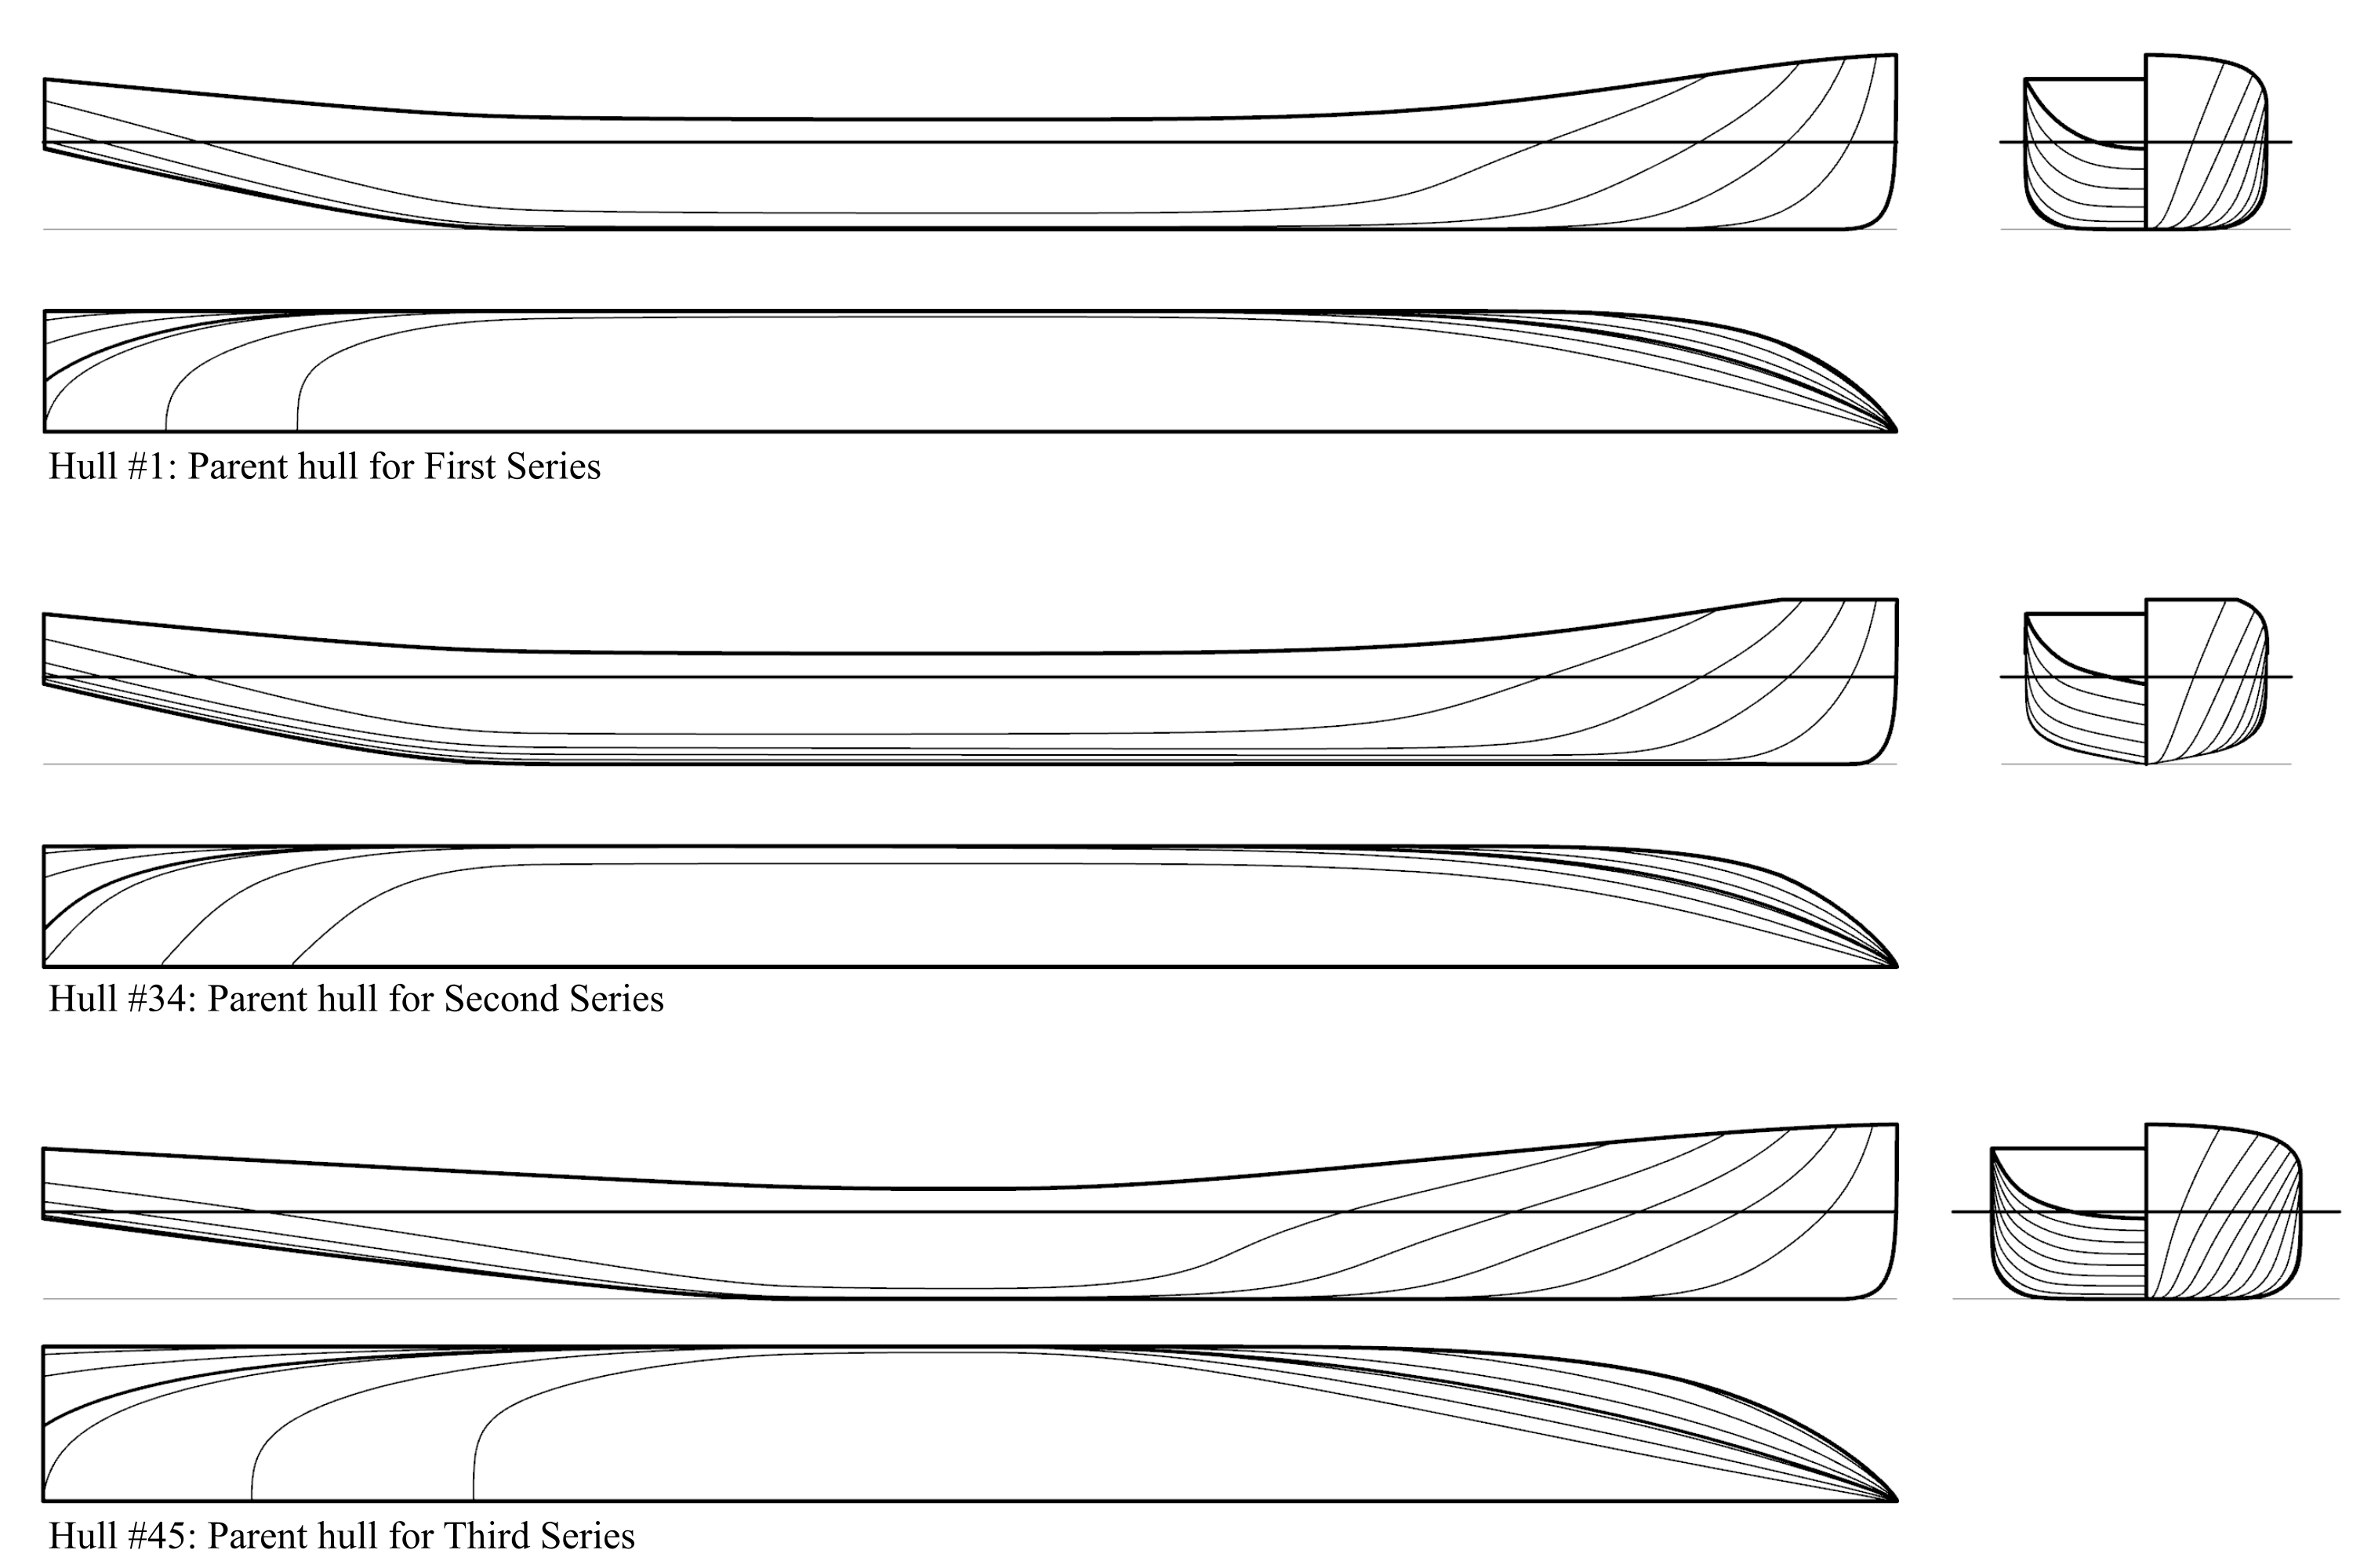 Hull #1: Parent hull for First Series
Hull #34: Parent hull for Second Series
Hull #45: Parent hull for Third Series